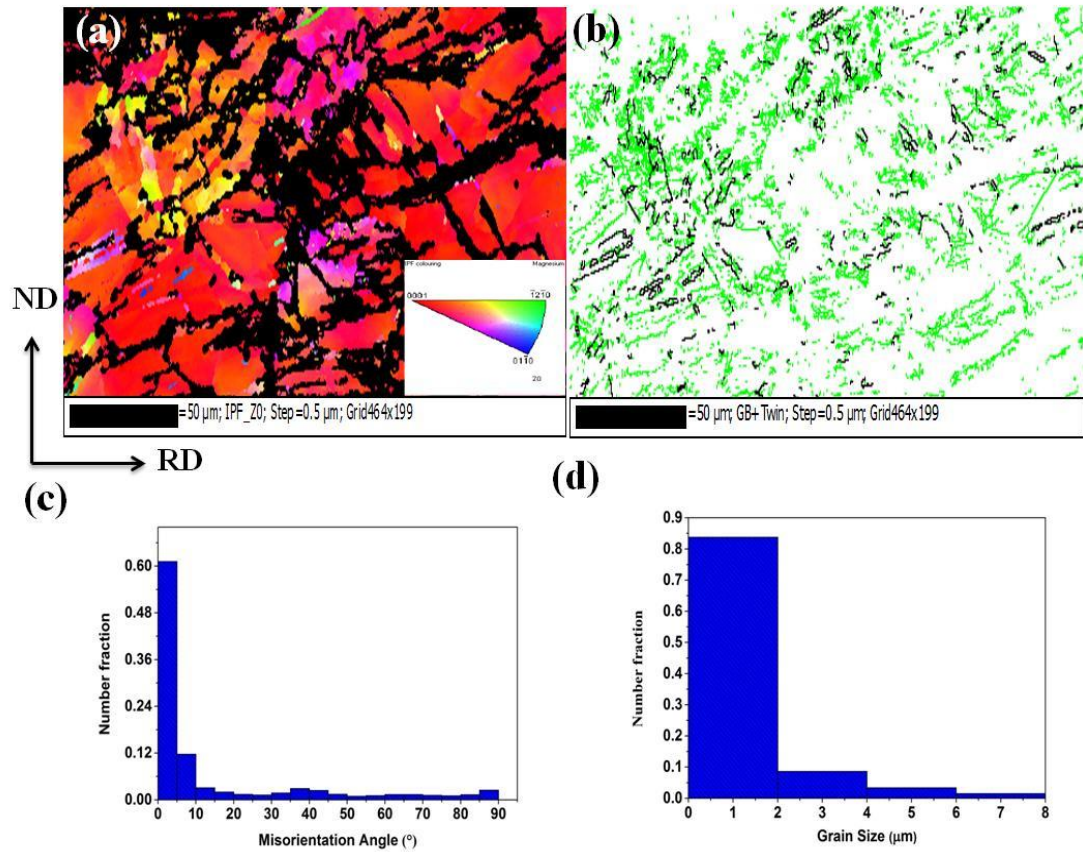 (a)
(b)
IPF colouring
Magnesium
0001
1̅21̅0
011̅0
Z0
ND
RD
=50 µm; IPF_Z0; Step=0.5 µm; Grid464x199
=50 µm; GB+Twin; Step=0.5 µm; Grid464x199
(c)
(d)
Number fraction
0.60
0.48
0.36
0.24
0.12
0.00
0 10 20 30 40 50 60 70 80 90
Misorientation Angle (°)
Number fraction
0.9
0.8
0.7
0.6
0.5
0.4
0.3
0.2
0.1
0.0
0 1 2 3 4 5 6 7 8
Grain Size (µm)